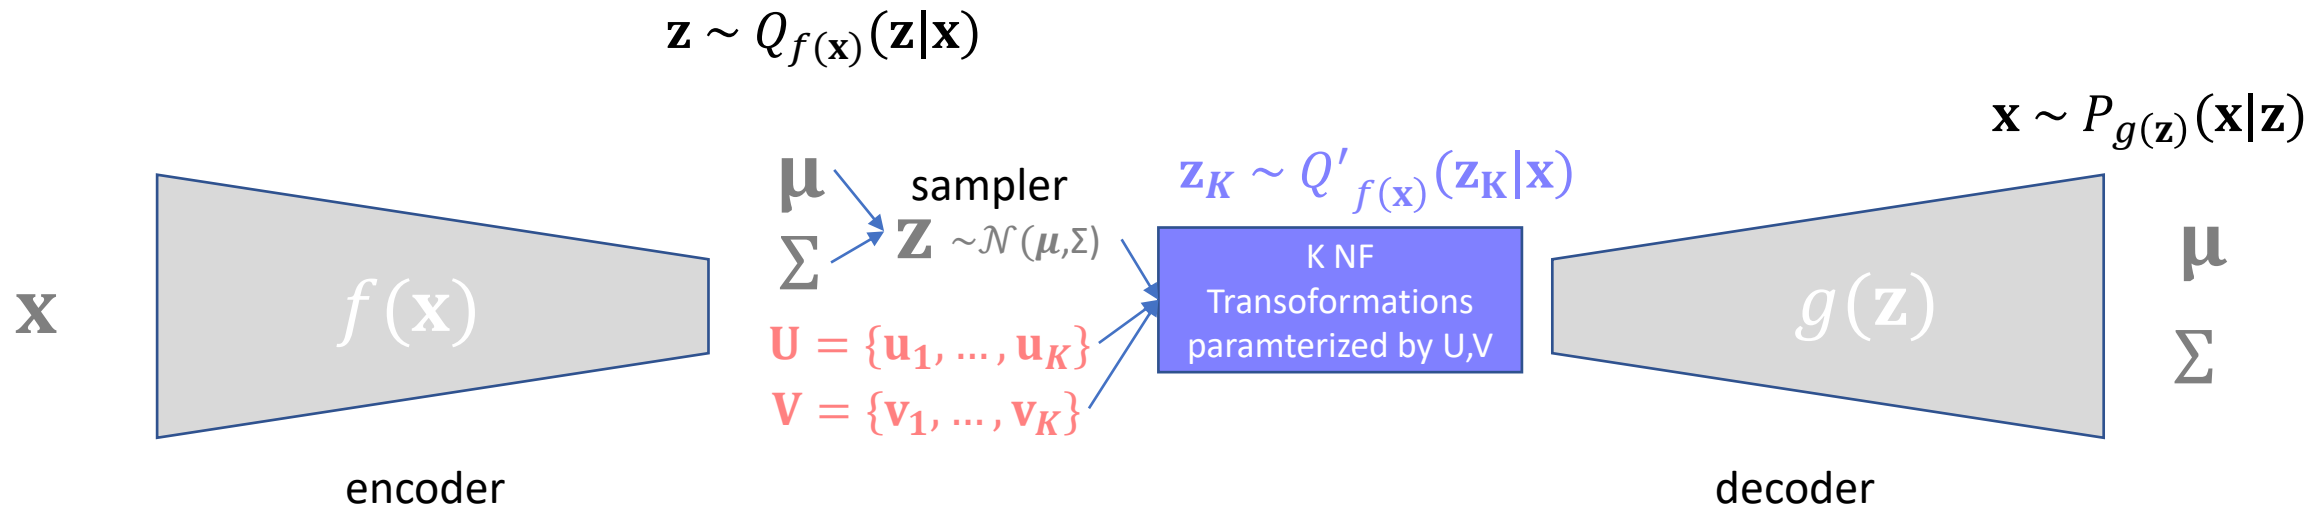 𝐳 ~ Q_{f(𝐱)}(𝐳|𝐱)
𝐱 ~ P_{g(𝐳)}(𝐱|𝐳)
𝐳_K ~ Q′_{f(𝐱)}(𝐳_K|𝐱)
𝛍
sampler
Σ
𝐳 ~𝒩(𝝁,Σ)
𝐱
f(𝐱)
𝐔 = {𝐮_1, … , 𝐮_K}
𝐕 = {𝐯_1, … , 𝐯_K}
K NF
Transoformations
paramterized by U,V
g(𝐳)
𝛍
Σ
encoder
decoder